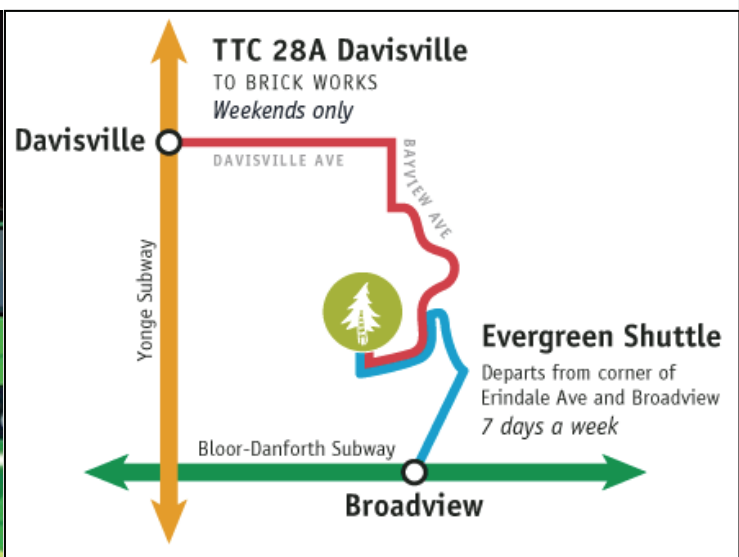 TTC 28A Davisville
TO BRICK WORKS
Weekends only
Davisville
DAVISVILLE AVE
BAYVIEW AVE
Yonge Subway
Evergreen Shuttle
Departs from corner of
Erindale Ave and Broadview
7 days a week
Bloor-Danforth Subway
Broadview